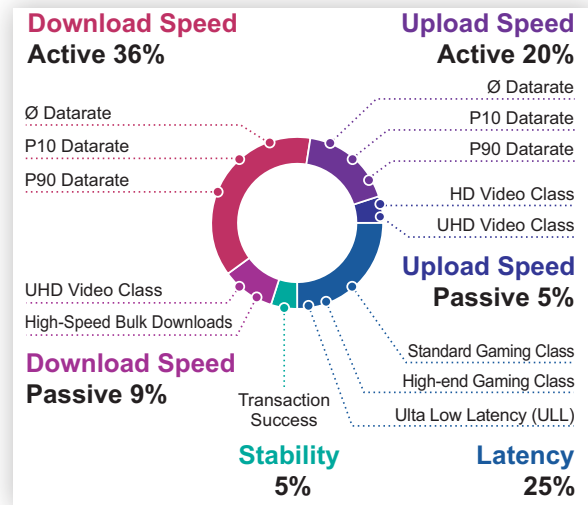 Download Speed
Active 36%
Ø Datarate
P10 Datarate
P90 Datarate
Upload Speed
Active 20%
Ø Datarate
P10 Datarate
P90 Datarate
HD Video Class
UHD Video Class
Upload Speed
Passive 5%
UHD Video Class
High-Speed Bulk Downloads
Download Speed
Passive 9%
Transaction
Success
Stability
5%
Standard Gaming Class
High-end Gaming Class
Ulta Low Latency (ULL)
Latency
25%